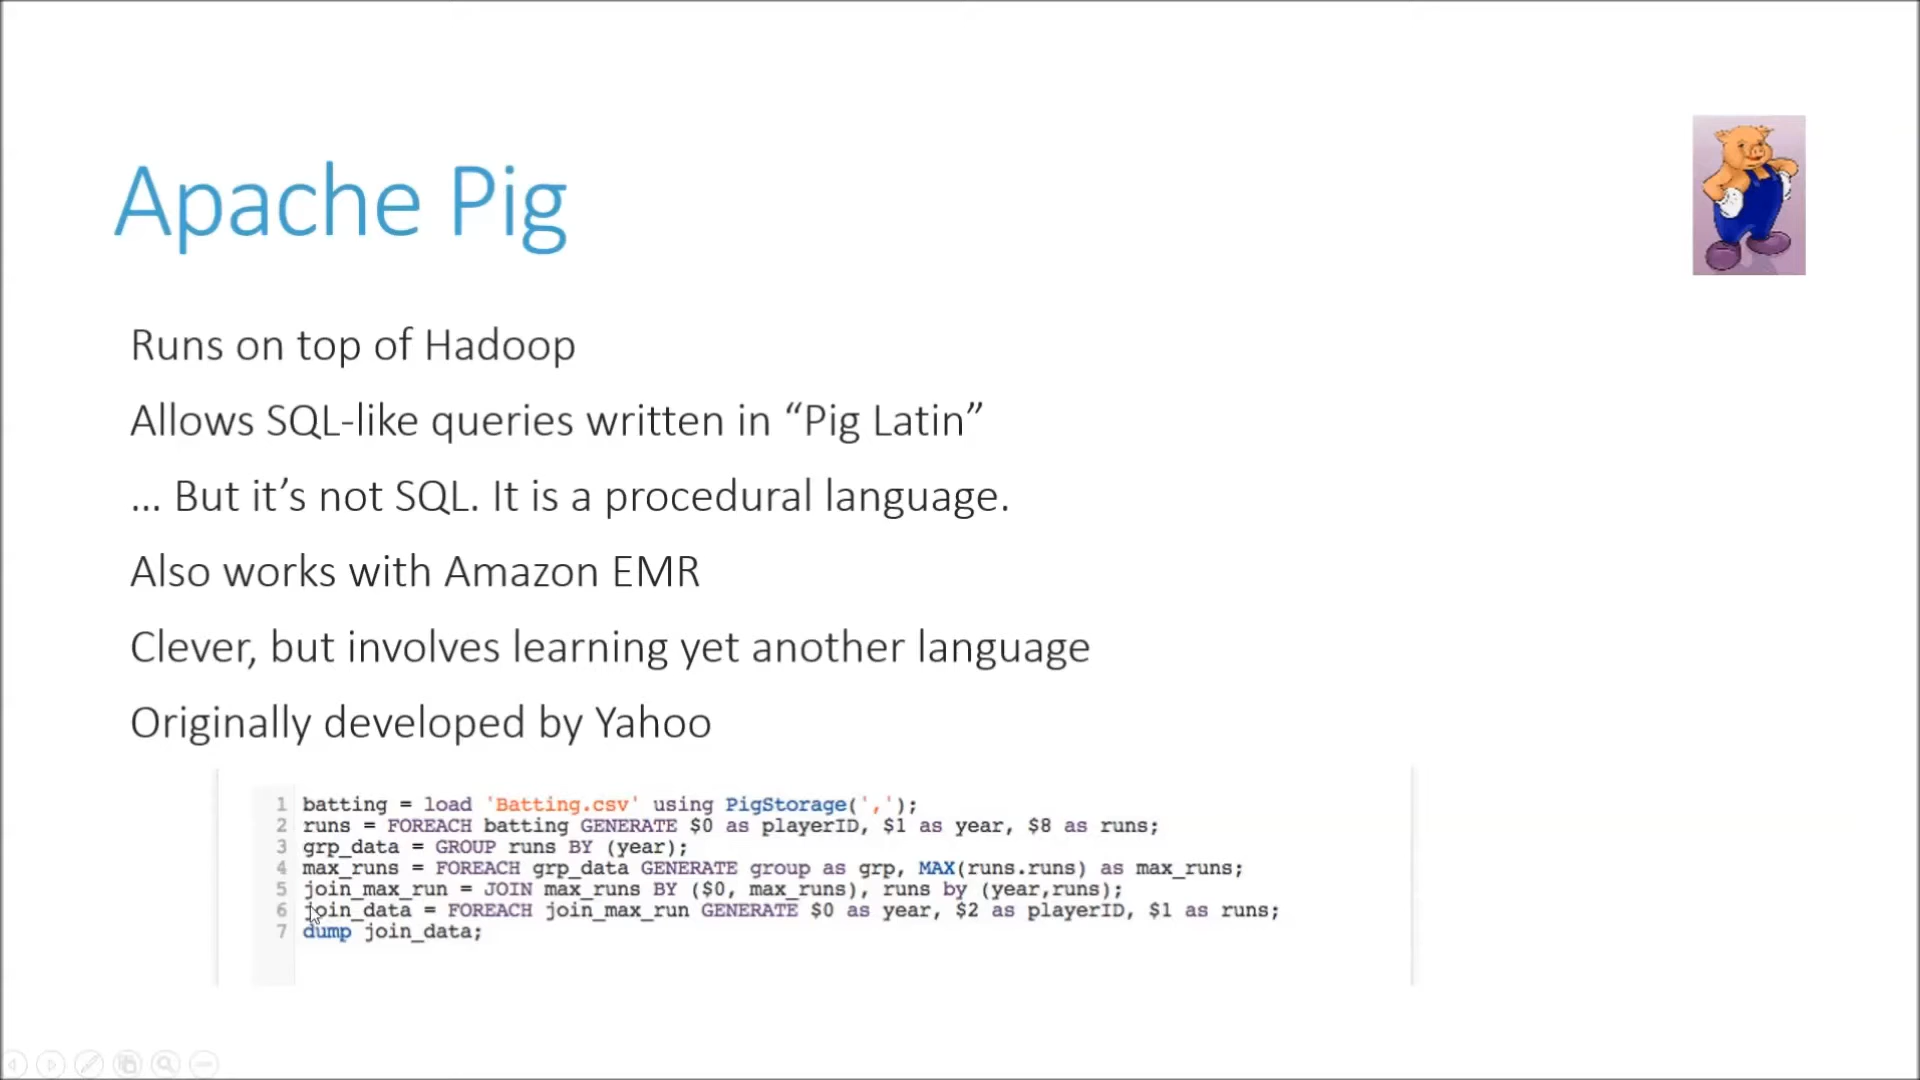 Apache Pig
Runs on top of Hadoop
Allows SQL-like queries written in “Pig Latin”
... But it’s not SQL. It is a procedural language.
Also works with Amazon EMR
Clever, but involves learning yet another language
Originally developed by Yahoo
1 batting = load 'Batting.csv' using PigStorage(',');
2 runs = FOREACH batting GENERATE $0 as playerID, $1 as year, $8 as runs;
3 grp_data = GROUP runs BY (year);
4 max_runs = FOREACH grp_data GENERATE group as grp, MAX(runs.runs) as max_runs;
5 join_max_run = JOIN max_runs BY ($0, max_runs), runs by (year,runs);
6 join_data = FOREACH join_max_run GENERATE $0 as year, $2 as playerID, $1 as runs;
7 dump join_data;